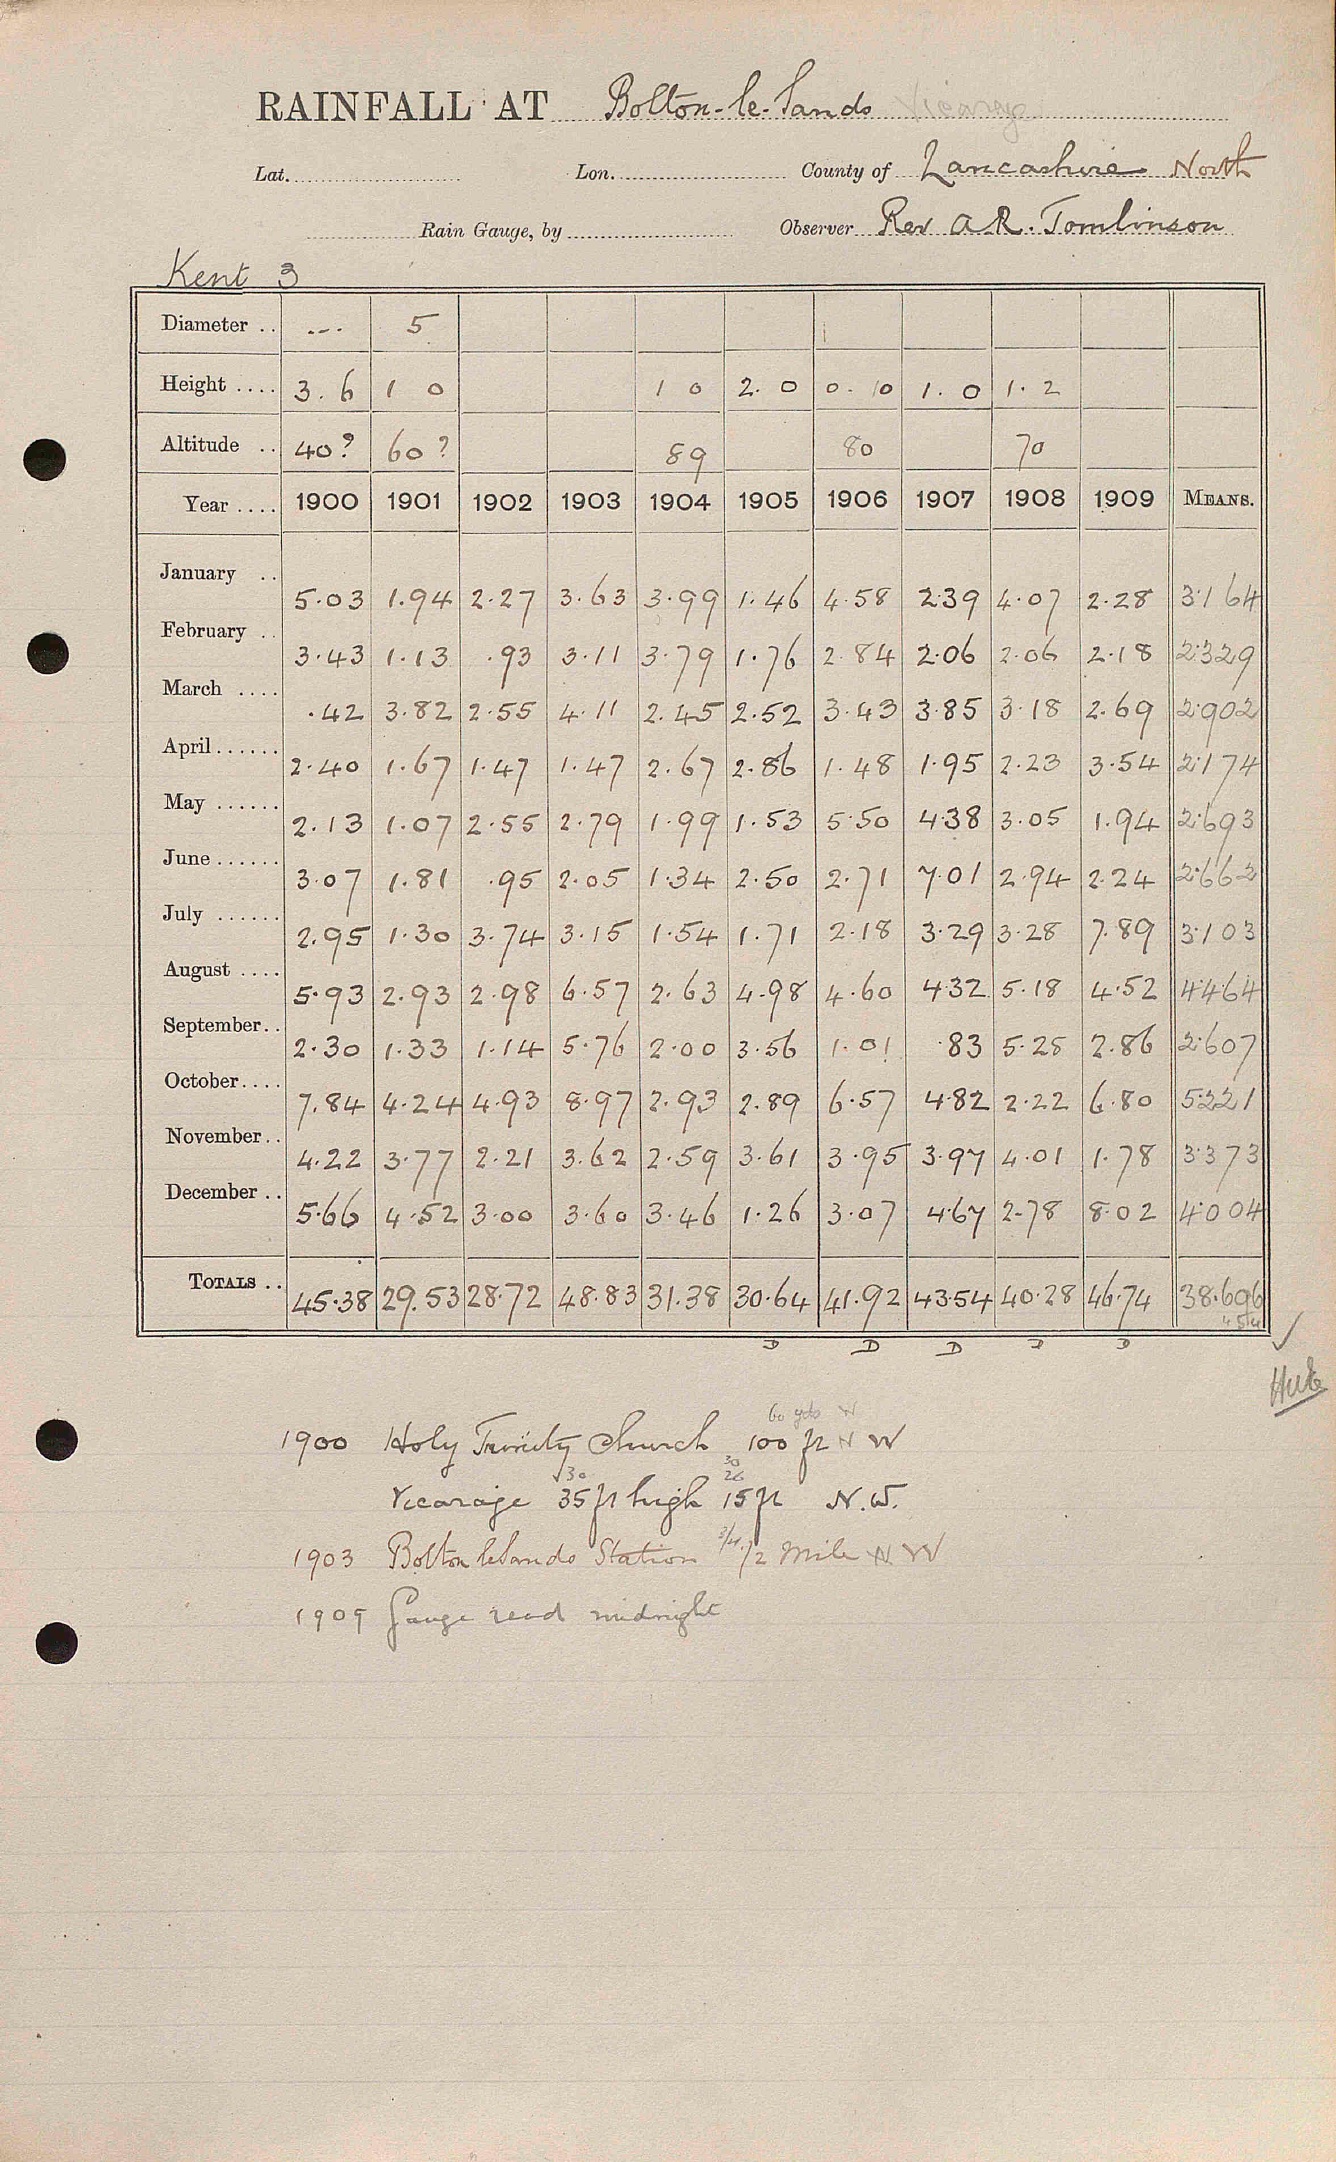 RAINFALL AT Bolton-le-Sands Vicarage
Lat. Lon. County of Lancashire North
Rain Gauge, by Observer Rev A.R. Tomlinson
Kent 3
Diameter .. --- 5
Height .... 3.6 1 0 1 0 2.0 0.10 1.0 1.2
Altitude .. 40? 60? 89 80 70
Year .... 1900 1901 1902 1903 1904 1905 1906 1907 1908 1909 MEANS.
January .. 5.03 1.94 2.27 3.63 3.99 1.46 4.58 2.39 4.07 2.28 3.164
February .. 3.43 1.13 .93 3.11 3.79 1.76 2.84 2.06 2.06 2.18 2.329
March .... .42 3.82 2.55 4.11 2.45 2.52 3.43 3.85 3.18 2.69 2.902
April...... 2.40 1.67 1.47 1.47 2.67 2.86 1.48 1.95 2.23 3.54 2.174
May ...... 2.13 1.07 2.55 2.79 1.99 1.53 5.50 4.38 3.05 1.94 2.693
June ...... 3.07 1.81 .95 2.05 1.34 2.50 2.71 7.01 2.94 2.24 2.662
July ...... 2.95 1.30 3.74 3.15 1.54 1.71 2.18 3.29 3.28 7.89 3.103
August .... 5.93 2.93 2.98 6.57 2.63 4.98 4.60 4.32 5.18 4.52 4.464
September.. 2.30 1.33 1.14 5.76 2.00 3.56 1.01 .83 5.28 2.86 2.607
October.... 7.84 4.24 4.93 8.97 2.93 2.89 6.57 4.82 2.22 6.80 5.221
November.. 4.22 3.77 2.21 3.62 2.59 3.61 3.95 3.97 4.01 1.78 3.373
December .. 5.66 4.52 3.00 3.60 3.46 1.26 3.07 4.67 2.78 8.02 4.004
TOTALS .. 45.38 29.53 28.72 48.83 31.38 30.64 41.92 43.54 40.28 46.74 38.696
D D D D D
60 yds W
1900 Holy Trinity Church 100 ft N W
30 30 26
Vicarage 35 ft high 15 ft N.W.
1903 Bolton le Sands Station 3/4 1/2 Mile N W
1909 Gauge read midnight